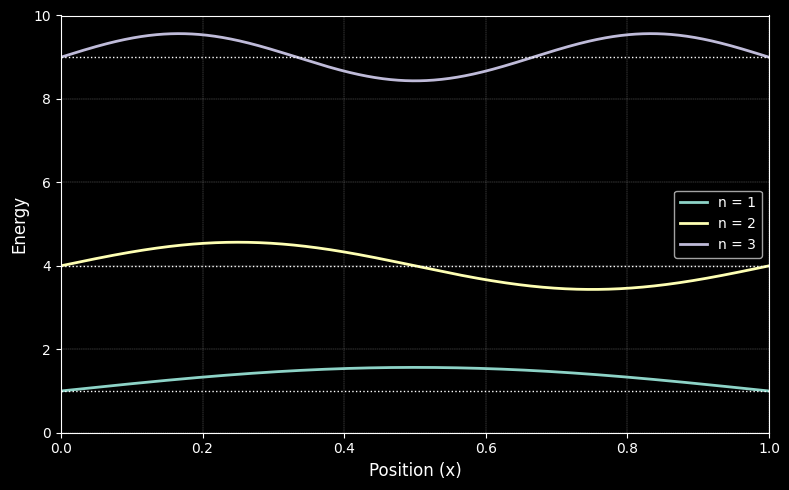 10
8
6
4
2
0
Energy
n = 1
n = 2
n = 3
0.0 0.2 0.4 0.6 0.8 1.0
Position (x)